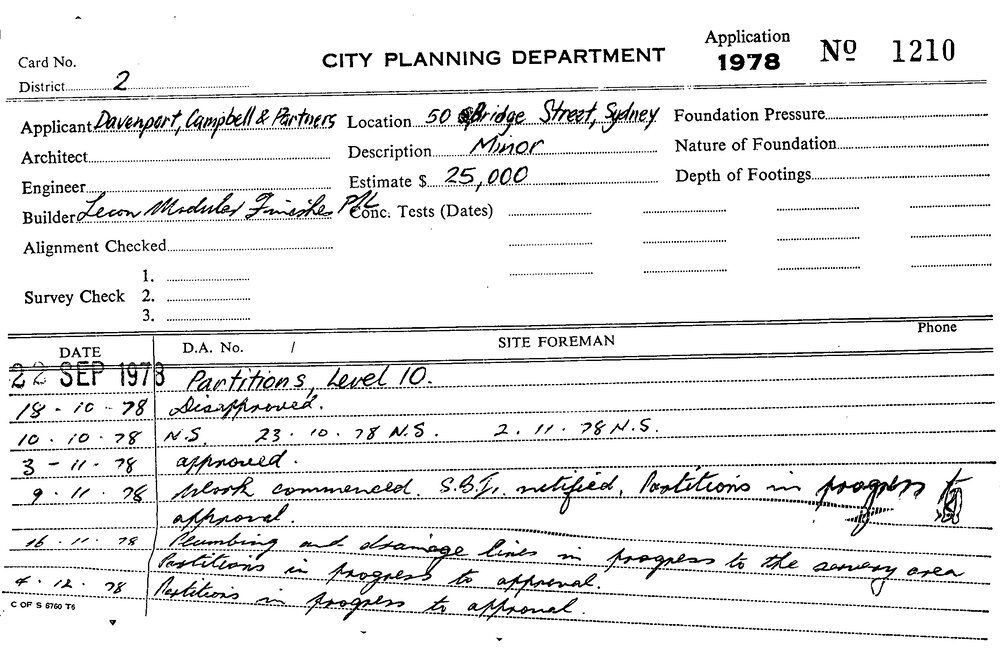 Card No.
District 2
CITY PLANNING DEPARTMENT
Application
1978
No 1210
Applicant Davenport, Campbell & Partners
Location 50 Bridge Street, Sydney
Foundation Pressure
Architect
Description Minor
Nature of Foundation
Engineer
Estimate $ 25,000
Depth of Footings
Builder Lecon Modular Finishes P/L
Conc. Tests (Dates)
Alignment Checked
Survey Check
1.
2.
3.
DATE
D.A. No. /
SITE FOREMAN
Phone
22 SEP 1978 Partitions, Level 10.
18 - 10 - 78 Disapproved.
10 . 10 . 78 N.S. 23 . 10 . 78 N.S. 2 . 11 . 78 N.S.
3 - 11 . 78 approved.
9 . 11 . 78 Work commenced. notified. Partitions in progress to
approval.
16 . 11 . 78 Plumbing and drainage lines in progress to the area
Partitions in progress to approval.
4 . 12 . 78 Partitions in progress to approval.
C OF S 6760 T6